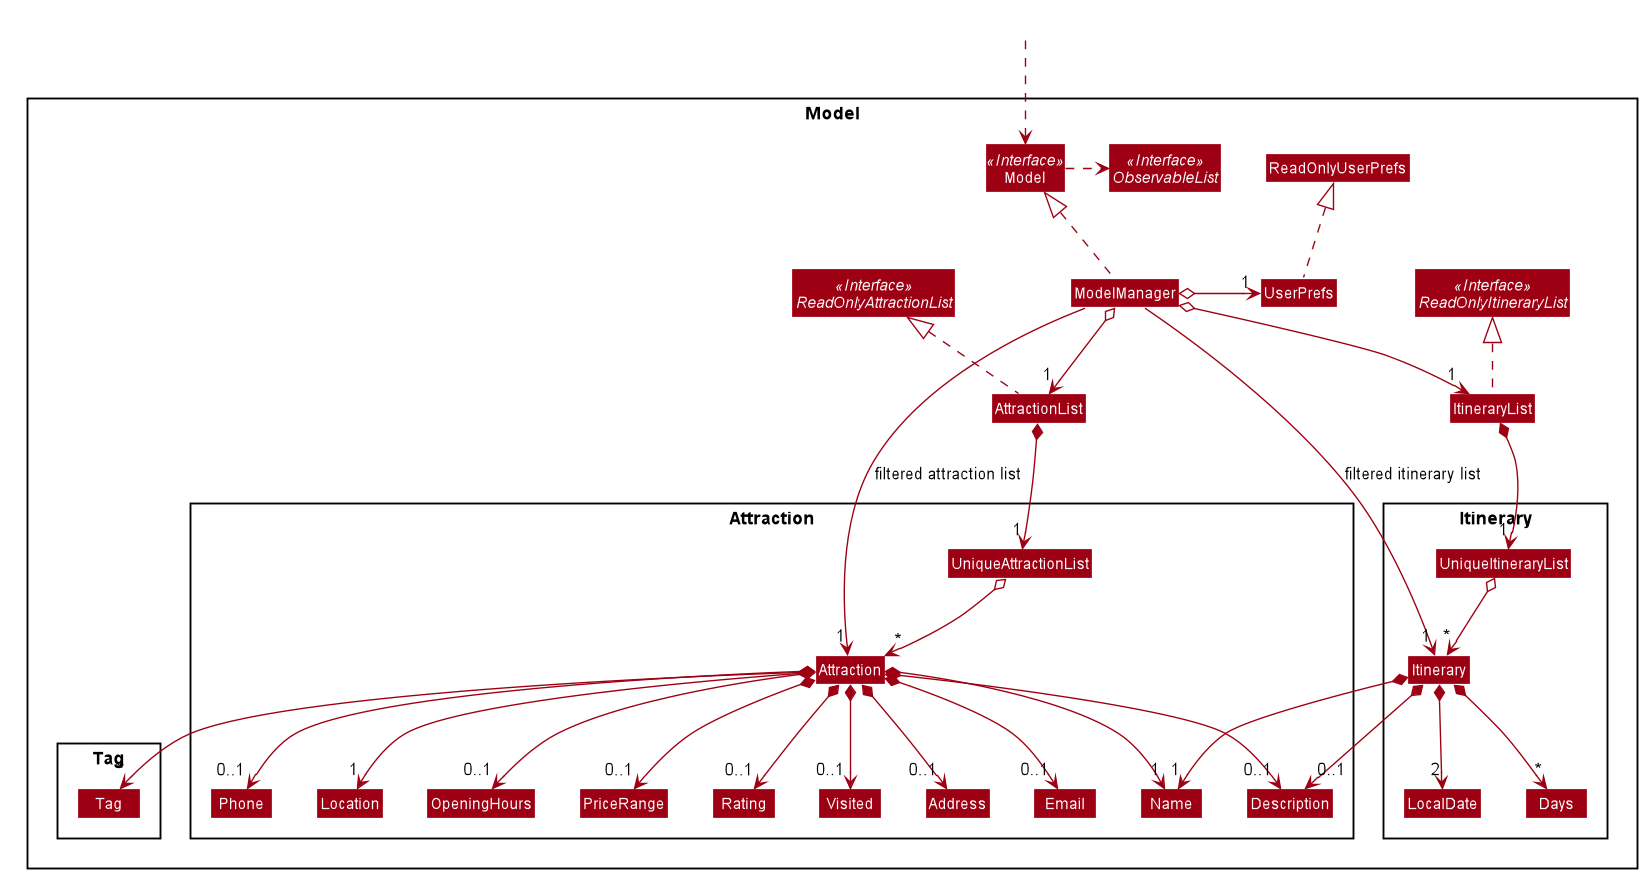 Model
«Interface»
Model
«Interface»
ObservableList
ReadOnlyUserPrefs
«Interface»
ReadOnlyAttractionList
ModelManager
1
UserPrefs
«Interface»
ReadOnlyItineraryList
1
1
AttractionList
ItineraryList
filtered attraction list
filtered itinerary list
Attraction
Itinerary
1
1
UniqueAttractionList
UniqueItineraryList
1
*
1
*
Attraction
Itinerary
Tag
0..1
1
0..1
0..1
0..1
0..1
0..1
0..1
1
1
0..1
0..1
2
*
Tag
Phone
Location
OpeningHours
PriceRange
Rating
Visited
Address
Email
Name
Description
LocalDate
Days